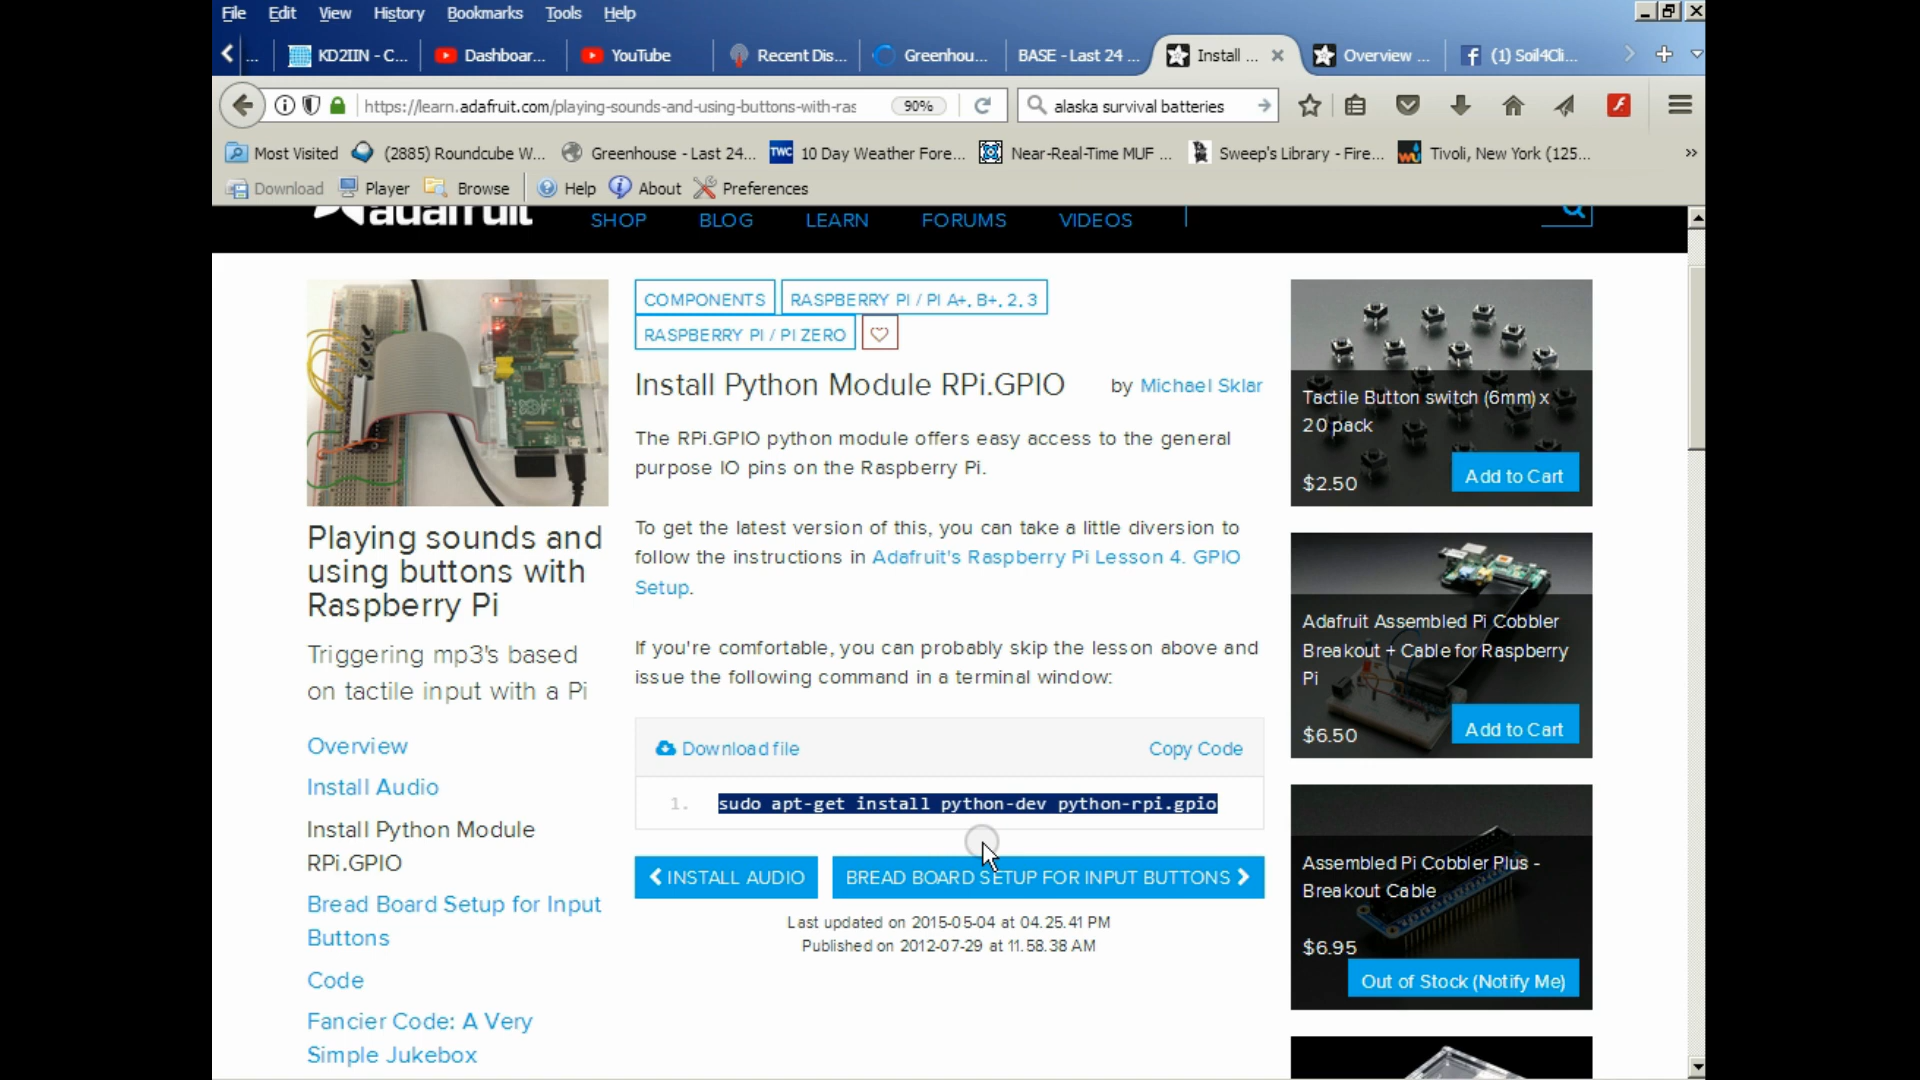 File Edit View History Bookmarks Tools Help
... KD2IIN - C... Dashboar... YouTube Recent Dis... Greenhou... BASE - Last 24 ... Install ... Overview ... (1) Soil4Cli...
https://learn.adafruit.com/playing-sounds-and-using-buttons-with-ras 90% alaska survival batteries
Most Visited (2885) Roundcube W... Greenhouse - Last 24... TWC 10 Day Weather Fore... Near-Real-Time MUF ... Sweep's Library - Fire... Tivoli, New York (125... »
Download Player Browse Help About Preferences
adafruit SHOP BLOG LEARN FORUMS VIDEOS
COMPONENTS RASPBERRY PI / PI A+, B+, 2, 3
RASPBERRY PI / PI ZERO
Install Python Module RPi.GPIO by Michael Sklar
The RPi.GPIO python module offers easy access to the general
purpose IO pins on the Raspberry Pi.
To get the latest version of this, you can take a little diversion to
follow the instructions in Adafruit's Raspberry Pi Lesson 4. GPIO
Setup.
If you're comfortable, you can probably skip the lesson above and
issue the following command in a terminal window:
Download file Copy Code
1. sudo apt-get install python-dev python-rpi.gpio
INSTALL AUDIO BREAD BOARD SETUP FOR INPUT BUTTONS
Last updated on 2015-05-04 at 04.25.41 PM
Published on 2012-07-29 at 11.58.38 AM
Playing sounds and
using buttons with
Raspberry Pi
Triggering mp3's based
on tactile input with a Pi
Overview
Install Audio
Install Python Module
RPi.GPIO
Bread Board Setup for Input
Buttons
Code
Fancier Code: A Very
Simple Jukebox
Tactile Button switch (6mm) x
20 pack
$2.50 Add to Cart
Adafruit Assembled Pi Cobbler
Breakout + Cable for Raspberry
Pi
$6.50 Add to Cart
Assembled Pi Cobbler Plus -
Breakout Cable
$6.95
Out of Stock (Notify Me)